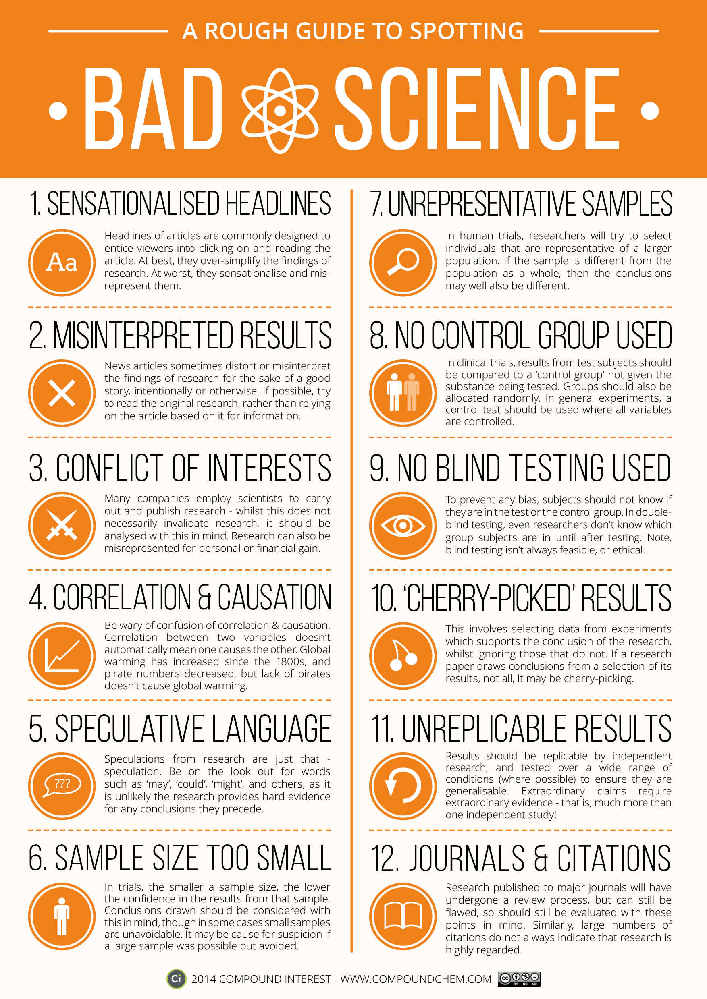 A ROUGH GUIDE TO SPOTTING
BAD SCIENCE
1. SENSATIONALISED HEADLINES
Aa
Headlines of articles are commonly designed to
entice viewers into clicking on and reading the
article. At best, they over-simplify the findings of
research. At worst, they sensationalise and mis-
represent them.
2. MISINTERPRETED RESULTS
News articles sometimes distort or misinterpret
the findings of research for the sake of a good
story, intentionally or otherwise. If possible, try
to read the original research, rather than relying
on the article based on it for information.
3. CONFLICT OF INTERESTS
Many companies employ scientists to carry
out and publish research - whilst this does not
necessarily invalidate research, it should be
analysed with this in mind. Research can also be
misrepresented for personal or financial gain.
4. CORRELATION & CAUSATION
Be wary of confusion of correlation & causation.
Correlation between two variables doesn't
automatically mean one causes the other. Global
warming has increased since the 1800s, and
pirate numbers decreased, but lack of pirates
doesn't cause global warming.
5. SPECULATIVE LANGUAGE
???
Speculations from research are just that -
speculation. Be on the look out for words
such as 'may', 'could', 'might', and others, as it
is unlikely the research provides hard evidence
for any conclusions they precede.
6. SAMPLE SIZE TOO SMALL
In trials, the smaller a sample size, the lower
the confidence in the results from that sample.
Conclusions drawn should be considered with
this in mind, though in some cases small samples
are unavoidable. It may be cause for suspicion if
a large sample was possible but avoided.
7. UNREPRESENTATIVE SAMPLES
In human trials, researchers will try to select
individuals that are representative of a larger
population. If the sample is different from the
population as a whole, then the conclusions
may well also be different.
8. NO CONTROL GROUP USED
In clinical trials, results from test subjects should
be compared to a 'control group' not given the
substance being tested. Groups should also be
allocated randomly. In general experiments, a
control test should be used where all variables
are controlled.
9. NO BLIND TESTING USED
To prevent any bias, subjects should not know if
they are in the test or the control group. In double-
blind testing, even researchers don't know which
group subjects are in until after testing. Note,
blind testing isn't always feasible, or ethical.
10. 'CHERRY-PICKED' RESULTS
This involves selecting data from experiments
which supports the conclusion of the research,
whilst ignoring those that do not. If a research
paper draws conclusions from a selection of its
results, not all, it may be cherry-picking.
11. UNREPLICABLE RESULTS
Results should be replicable by independent
research, and tested over a wide range of
conditions (where possible) to ensure they are
generalisable. Extraordinary claims require
extraordinary evidence - that is, much more than
one independent study!
12. JOURNALS & CITATIONS
Research published to major journals will have
undergone a review process, but can still be
flawed, so should still be evaluated with these
points in mind. Similarly, large numbers of
citations do not always indicate that research is
highly regarded.
Ci 2014 COMPOUND INTEREST - WWW.COMPOUNDCHEM.COM cc BY NC ND